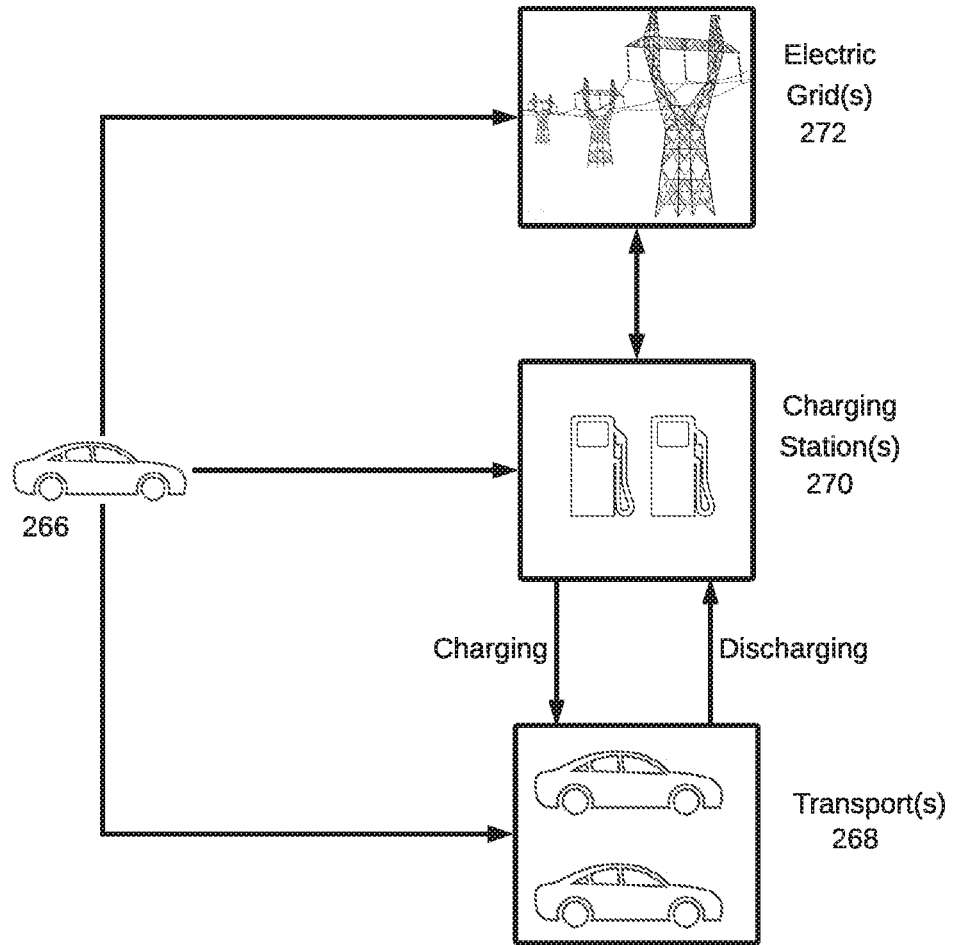 Electric
Grid(s)
272
Charging
Station(s)
270
266
Charging
Discharging
Transport(s)
268